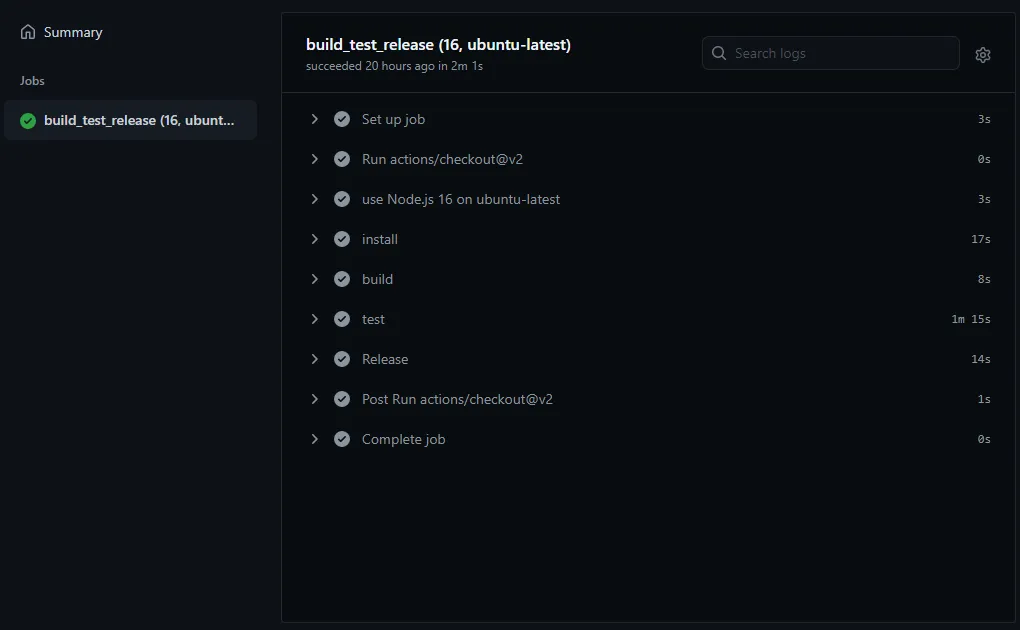 Summary
Jobs
build_test_release (16, ubunt...
build_test_release (16, ubuntu-latest)
succeeded 20 hours ago in 2m 1s
Search logs
Set up job 3s
Run actions/checkout@v2 0s
use Node.js 16 on ubuntu-latest 3s
install 17s
build 8s
test 1m 15s
Release 14s
Post Run actions/checkout@v2 1s
Complete job 0s